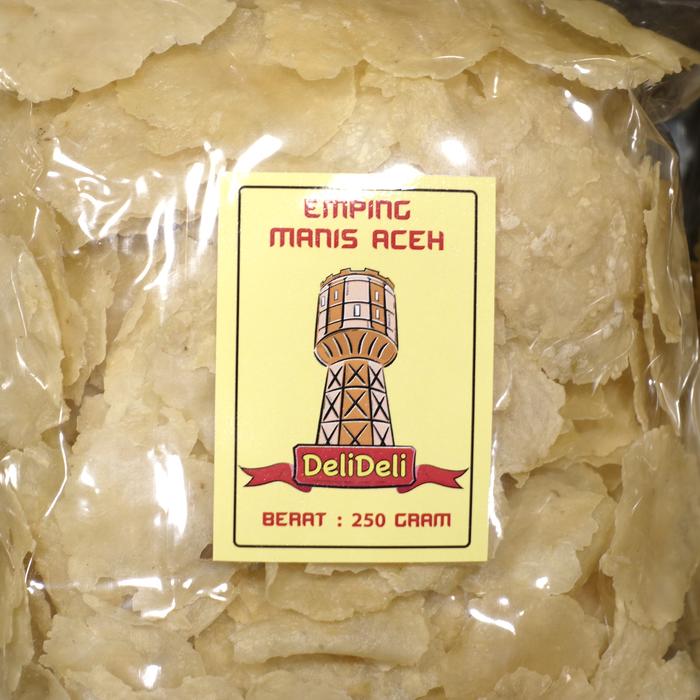 EMPING
MANIS ACEH
DeliDeli
BERAT : 250 GRAM